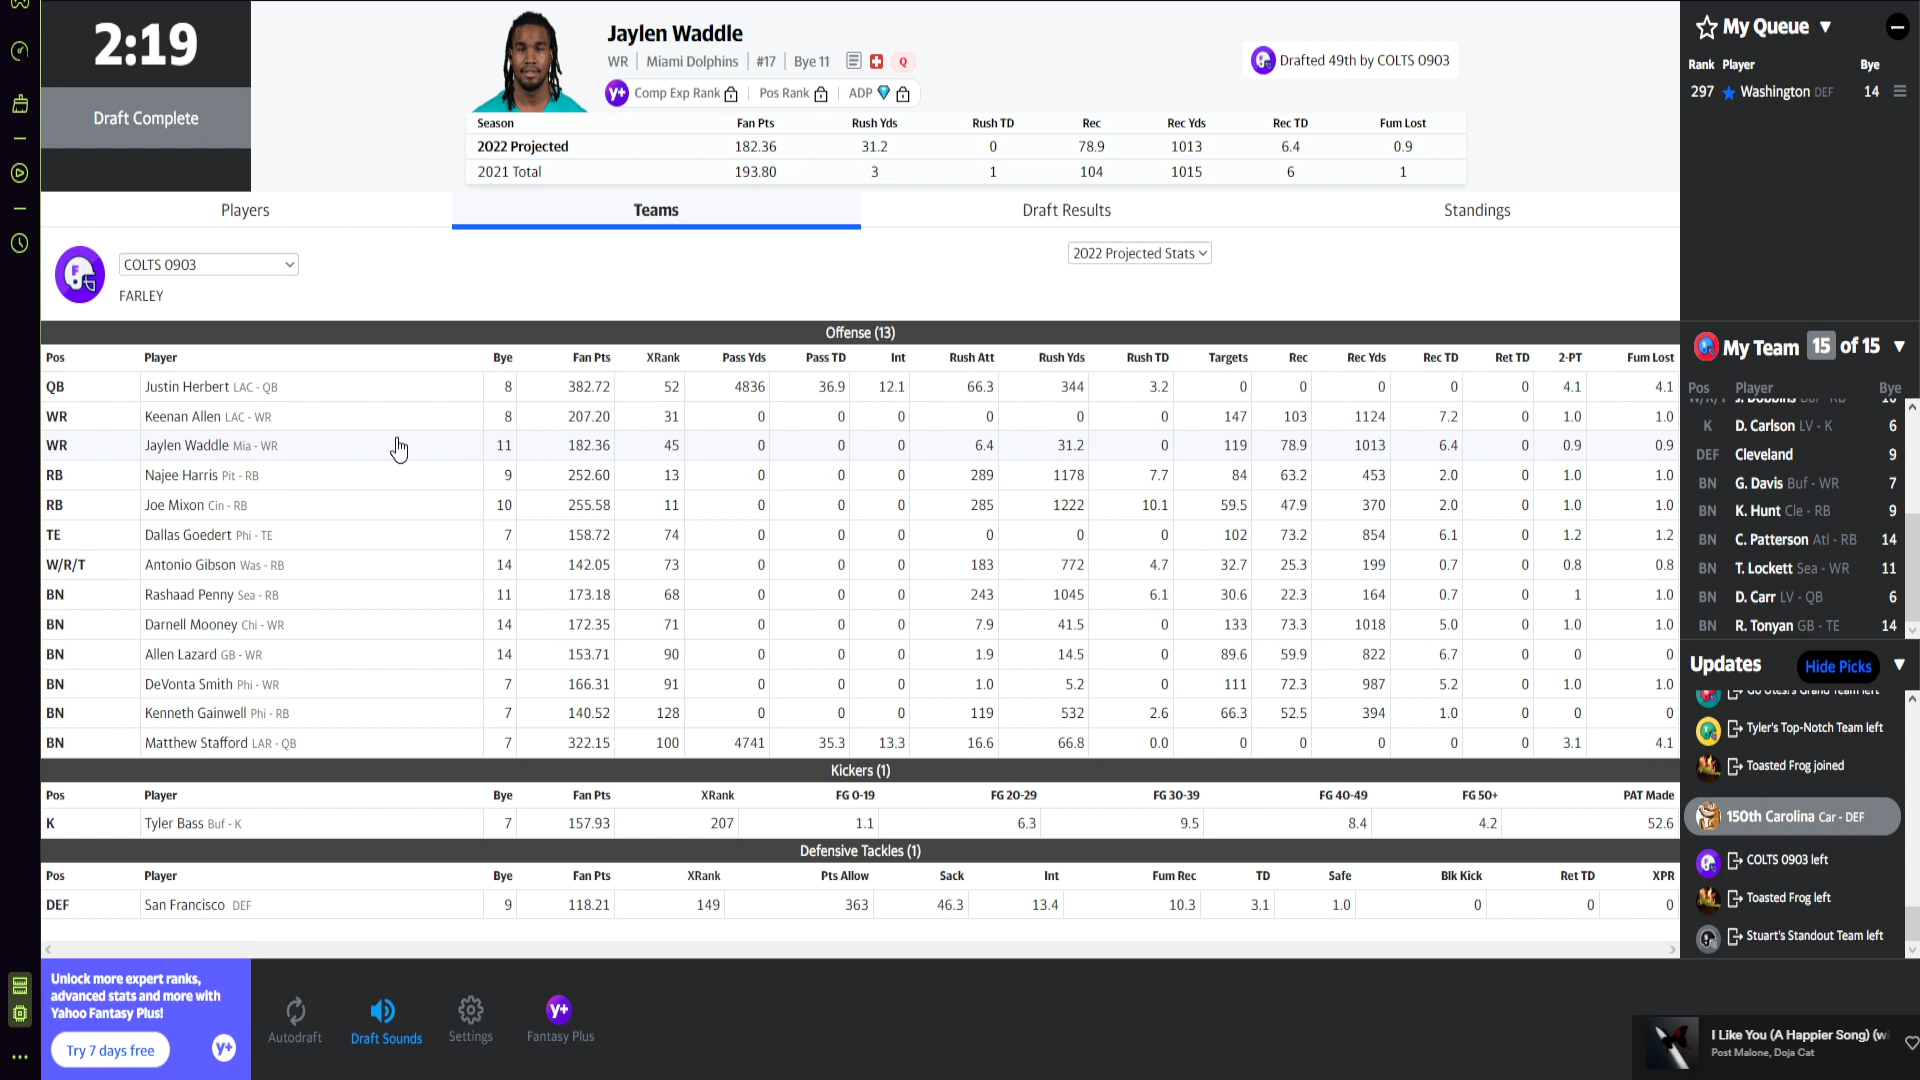 2:19
Draft Complete
Jaylen Waddle
WR | Miami Dolphins | #17 | Bye 11 Q
y+ Comp Exp Rank | Pos Rank | ADP
Drafted 49th by COLTS 0903
Season Fan Pts Rush Yds Rush TD Rec Rec Yds Rec TD Fum Lost
2022 Projected 182.36 31.2 0 78.9 1013 6.4 0.9
2021 Total 193.80 3 1 104 1015 6 1
Players Teams Draft Results Standings
COLTS 0903
FARLEY
2022 Projected Stats
Offense (13)
Pos Player Bye Fan Pts XRank Pass Yds Pass TD Int Rush Att Rush Yds Rush TD Targets Rec Rec Yds Rec TD Ret TD 2-PT Fum Lost
QB Justin Herbert LAC - QB 8 382.72 52 4836 36.9 12.1 66.3 344 3.2 0 0 0 0 0 4.1 4.1
WR Keenan Allen LAC - WR 8 207.20 31 0 0 0 0 0 0 147 103 1124 7.2 0 1.0 1.0
WR Jaylen Waddle Mia - WR 11 182.36 45 0 0 0 6.4 31.2 0 119 78.9 1013 6.4 0 0.9 0.9
RB Najee Harris Pit - RB 9 252.60 13 0 0 0 289 1178 7.7 84 63.2 453 2.0 0 1.0 1.0
RB Joe Mixon Cin - RB 10 255.58 11 0 0 0 285 1222 10.1 59.5 47.9 370 2.0 0 1.0 1.0
TE Dallas Goedert Phi - TE 7 158.72 74 0 0 0 0 0 0 102 73.2 854 6.1 0 1.2 1.2
W/R/T Antonio Gibson Was - RB 14 142.05 73 0 0 0 183 772 4.7 32.7 25.3 199 0.7 0 0.8 0.8
BN Rashaad Penny Sea - RB 11 173.18 68 0 0 0 243 1045 6.1 30.6 22.3 164 0.7 0 1 1.0
BN Darnell Mooney Chi - WR 14 172.35 71 0 0 0 7.9 41.5 0 133 73.3 1018 5.0 0 1.0 1.0
BN Allen Lazard GB - WR 14 153.71 90 0 0 0 1.9 14.5 0 89.6 59.9 822 6.7 0 0 0
BN DeVonta Smith Phi - WR 7 166.31 91 0 0 0 1.0 5.2 0 111 72.3 987 5.2 0 1.0 1.0
BN Kenneth Gainwell Phi - RB 7 140.52 128 0 0 0 119 532 2.6 66.3 52.5 394 1.0 0 0 0
BN Matthew Stafford LAR - QB 7 322.15 100 4741 35.3 13.3 16.6 66.8 0.0 0 0 0 0 0 3.1 4.1
Kickers (1)
Pos Player Bye Fan Pts XRank FG 0-19 FG 20-29 FG 30-39 FG 40-49 FG 50+ PAT Made
K Tyler Bass Buf - K 7 157.93 207 1.1 6.3 9.5 8.4 4.2 52.6
Defensive Tackles (1)
Pos Player Bye Fan Pts XRank Pts Allow Sack Int Fum Rec TD Safe Blk Kick Ret TD XPR
DEF San Francisco DEF 9 118.21 149 363 46.3 13.4 10.3 3.1 1.0 0 0 0
Unlock more expert ranks,
advanced stats and more with
Yahoo Fantasy Plus!
Try 7 days free y+
Autodraft Draft Sounds Settings y+ Fantasy Plus
My Queue
Rank Player Bye
297 Washington DEF 14
My Team 15 of 15
Pos Player Bye
W/R/T J. Dobbins Bal - RB 10
K D. Carlson LV - K 6
DEF Cleveland 9
BN G. Davis Buf - WR 7
BN K. Hunt Cle - RB 9
BN C. Patterson Atl - RB 14
BN T. Lockett Sea - WR 11
BN D. Carr LV - QB 6
BN R. Tonyan GB - TE 14
Updates Hide Picks
Team left
Tyler's Top-Notch Team left
Toasted Frog joined
150th Carolina Car - DEF
COLTS 0903 left
Toasted Frog left
Stuart's Standout Team left
I Like You (A Happier Song) (w
Post Malone, Doja Cat